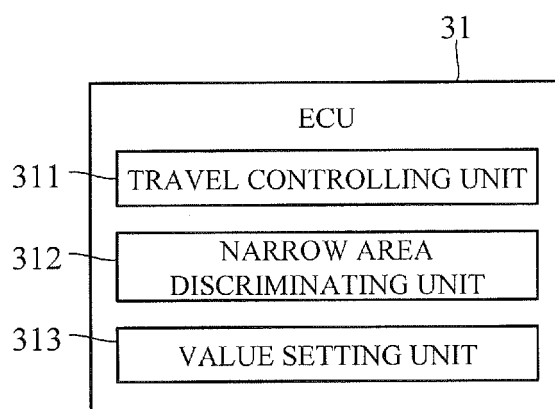 31
ECU
311
TRAVEL CONTROLLING UNIT
312
NARROW AREA
DISCRIMINATING UNIT
313
VALUE SETTING UNIT